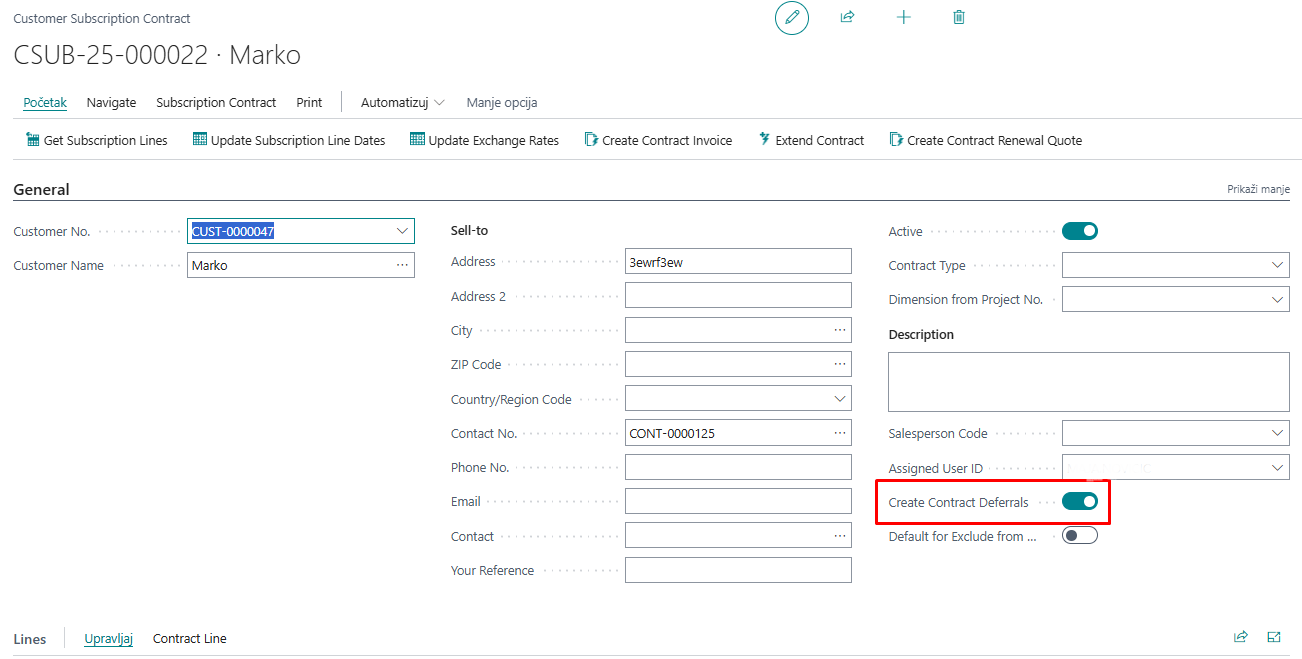 Customer Subscription Contract
CSUB-25-000022 · Marko
Početak Navigate Subscription Contract Print Automatizuj Manje opcija
Get Subscription Lines Update Subscription Line Dates Update Exchange Rates Create Contract Invoice Extend Contract Create Contract Renewal Quote
General Prikaži manje
Customer No. CUST-0000047
Customer Name Marko
Sell-to
Address 3ewrf3ew
Address 2
City
ZIP Code
Country/Region Code
Contact No. CONT-0000125
Phone No.
Email
Contact
Your Reference
Active
Contract Type
Dimension from Project No.
Description
Salesperson Code
Assigned User ID
Create Contract Deferrals
Default for Exclude from ...
Lines Upravljaj Contract Line